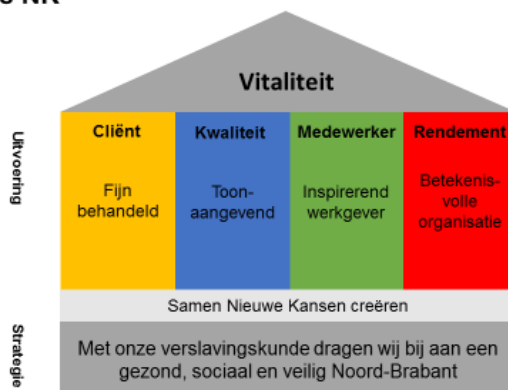 Vitaliteit
Cliënt
Kwaliteit
Medewerker
Rendement
Fijn
behandeld
Toon-
aangevend
Inspirerend
werkgever
Betekenis-
volle
organisatie
Samen Nieuwe Kansen creëren
Met onze verslavingskunde dragen wij bij aan een
gezond, sociaal en veilig Noord-Brabant
Uitvoering
Strategie